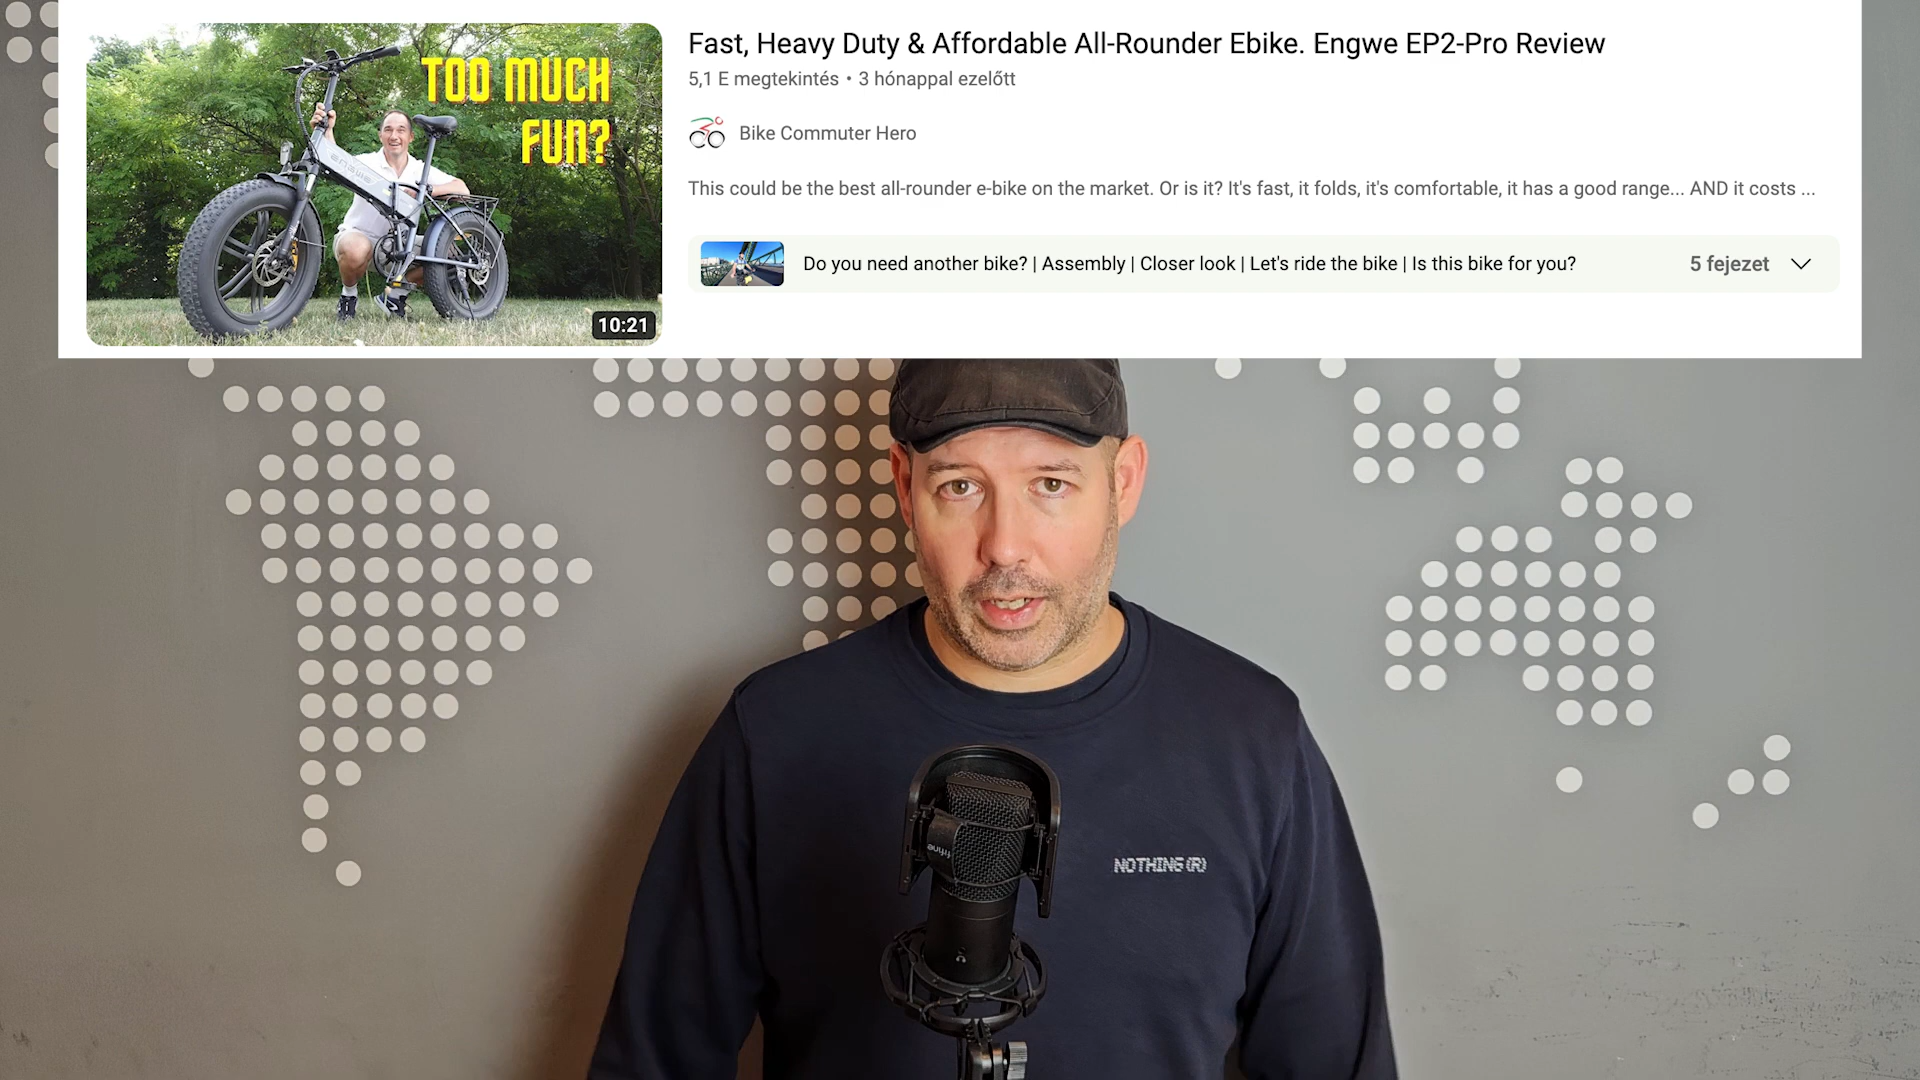 TOO MUCH
FUN?
10:21
Fast, Heavy Duty & Affordable All-Rounder Ebike. Engwe EP2-Pro Review
5,1 E megtekintés • 3 hónappal ezelőtt
Bike Commuter Hero
This could be the best all-rounder e-bike on the market. Or is it? It's fast, it folds, it's comfortable, it has a good range... AND it costs ...
Do you need another bike? | Assembly | Closer look | Let's ride the bike | Is this bike for you?
5 fejezet
fifine
NOTHING (R)